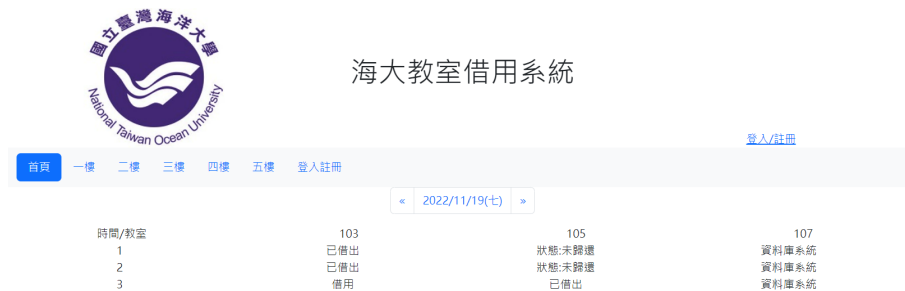 國立臺灣海洋大學
National Taiwan Ocean University
海大教室借用系統
登入/註冊
首頁 一樓 二樓 三樓 四樓 五樓 登入註冊
« 2022/11/19(七) »
時間/教室 103 105 107
1 已借出 狀態:未歸還 資料庫系統
2 已借出 狀態:未歸還 資料庫系統
3 借用 已借出 資料庫系統